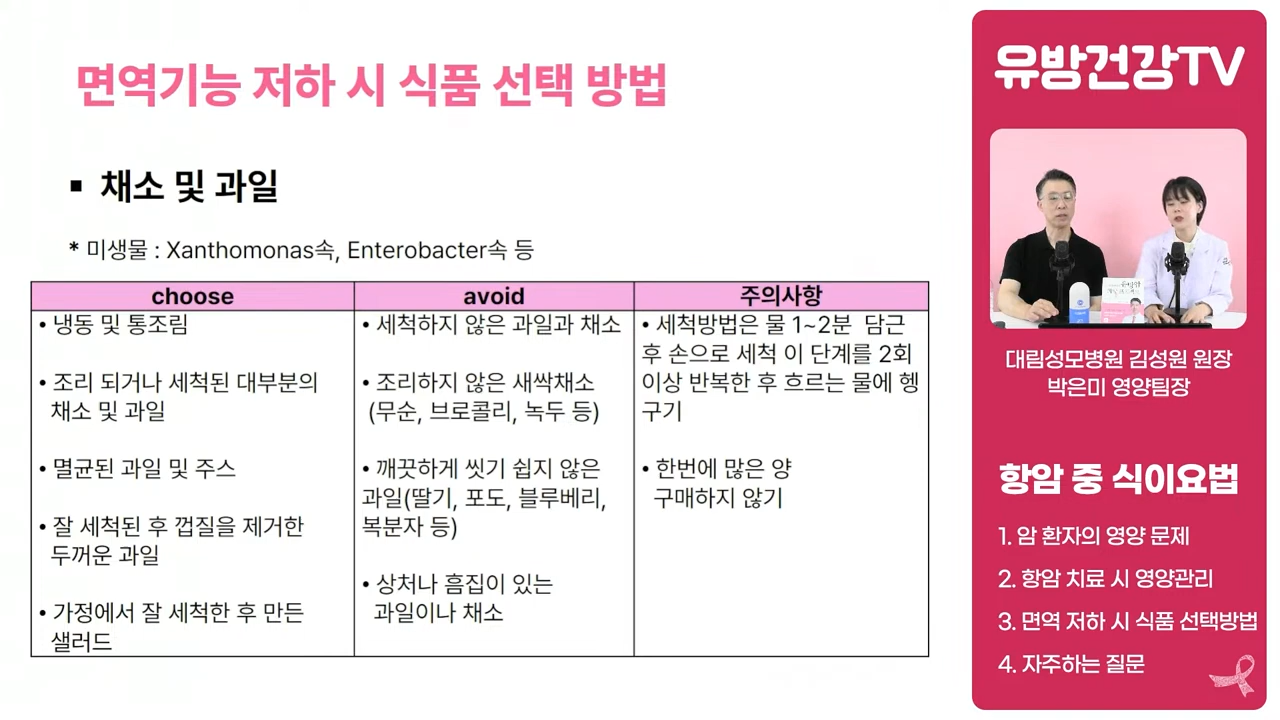 면역기능 저하 시 식품 선택 방법
▪ 채소 및 과일
* 미생물 : Xanthomonas속, Enterobacter속 등
choose
• 냉동 및 통조림
• 조리 되거나 세척된 대부분의
채소 및 과일
• 멸균된 과일 및 주스
• 잘 세척된 후 껍질을 제거한
두꺼운 과일
• 가정에서 잘 세척한 후 만든
샐러드
avoid
• 세척하지 않은 과일과 채소
• 조리하지 않은 새싹채소
(무순, 브로콜리, 녹두 등)
• 깨끗하게 씻기 쉽지 않은
과일(딸기, 포도, 블루베리,
복분자 등)
• 상처나 흠집이 있는
과일이나 채소
주의사항
• 세척방법은 물 1~2분 담근
후 손으로 세척 이 단계를 2회
이상 반복한 후 흐르는 물에 헹
구기
• 한번에 많은 양
구매하지 않기
유방건강TV
대림성모병원 김성원 원장
박은미 영양팀장
항암 중 식이요법
1. 암 환자의 영양 문제
2. 항암 치료 시 영양관리
3. 면역 저하 시 식품 선택방법
4. 자주하는 질문